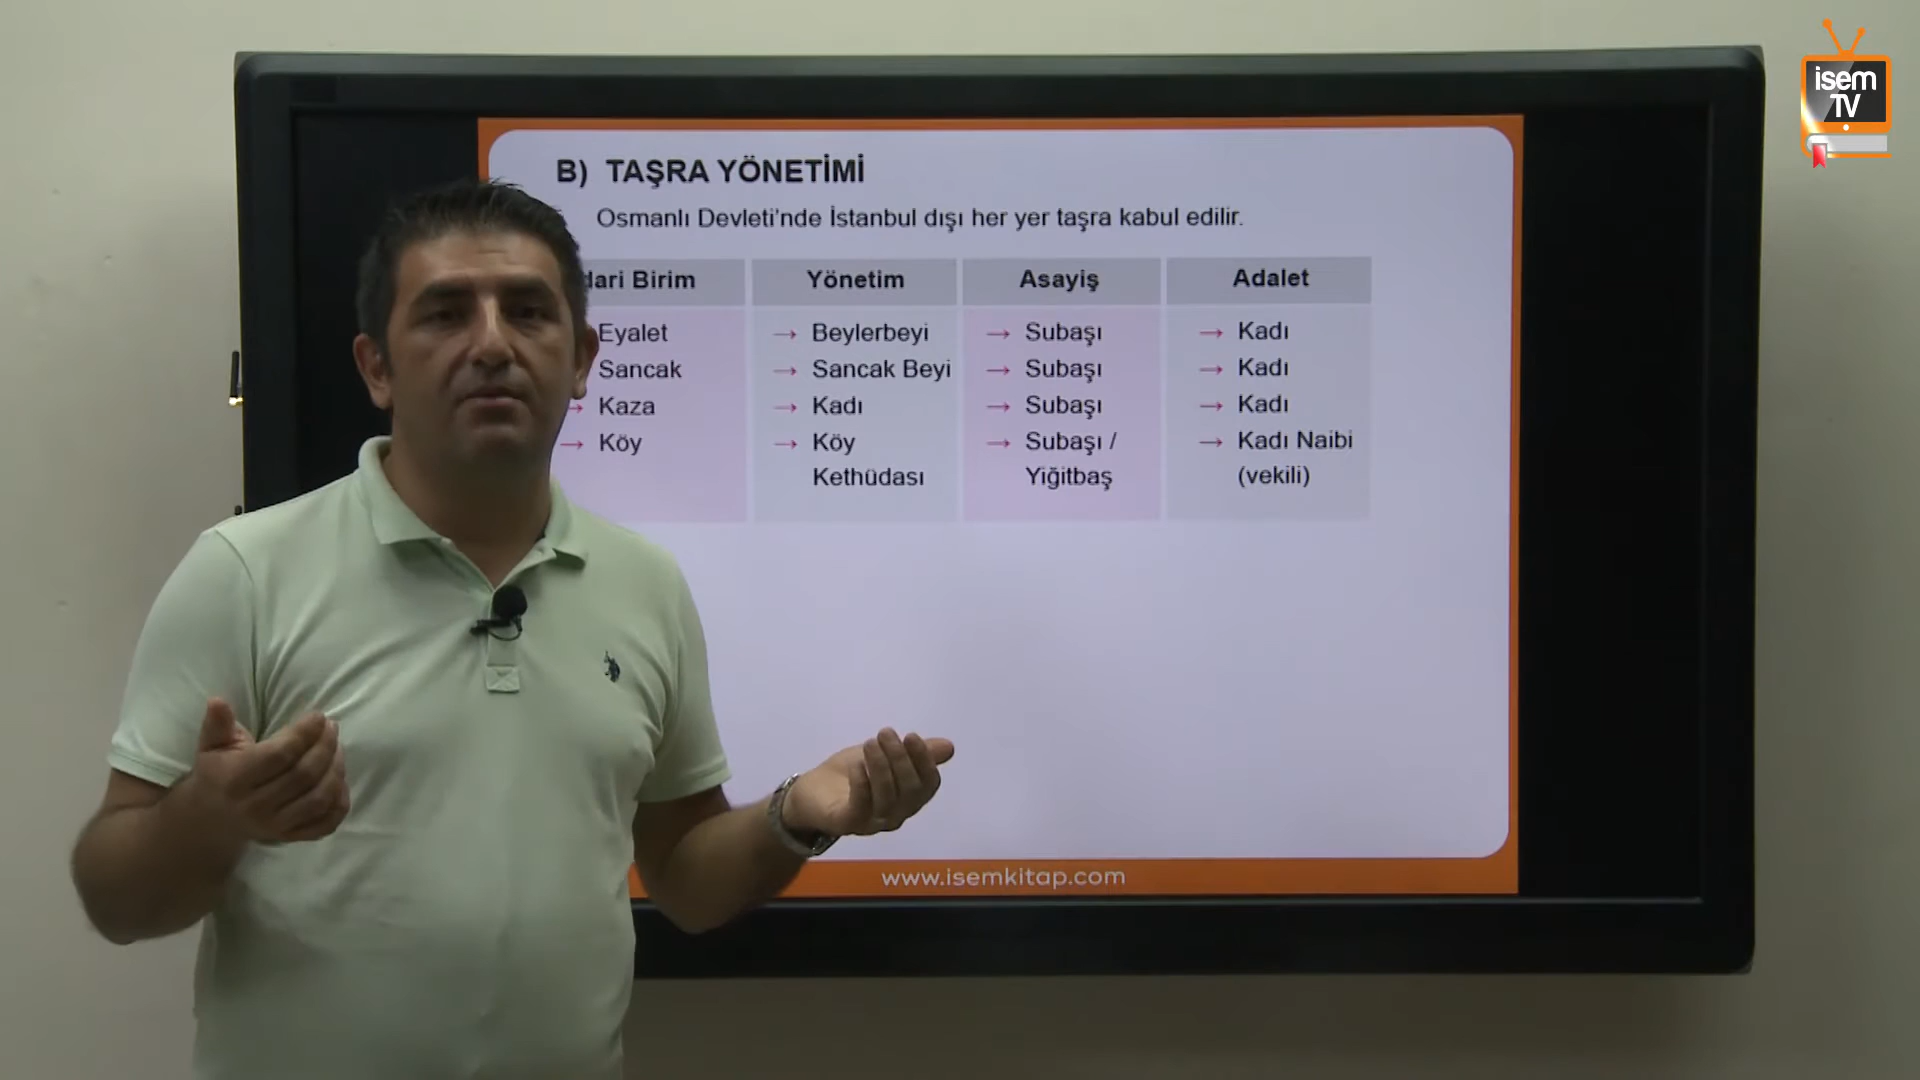 isem
TV
B) TAŞRA YÖNETİMİ
Osmanlı Devleti'nde İstanbul dışı her yer taşra kabul edilir.
dari Birim Yönetim Asayiş Adalet
Eyalet → Beylerbeyi → Subaşı → Kadı
Sancak → Sancak Beyi → Subaşı → Kadı
→ Kaza → Kadı → Subaşı → Kadı
→ Köy → Köy → Subaşı / → Kadı Naibi
Kethüdası Yiğitbaş (vekili)
www.isemkitap.com